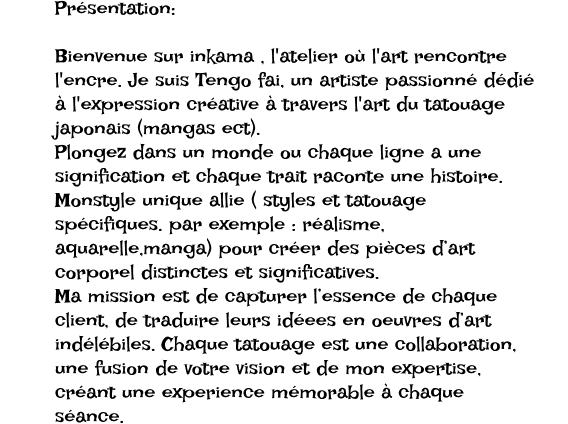 Présentation:
Bienvenue sur inkama , l'atelier où l'art rencontre
l'encre. Je suis Tengo fai, un artiste passionné dédié
à l'expression créative à travers l'art du tatouage
japonais (mangas ect).
Plongez dans un monde ou chaque ligne a une
signification et chaque trait raconte une histoire.
Monstyle unique allie ( styles et tatouage
spécifiques. par exemple : réalisme,
aquarelle,manga) pour créer des pièces d'art
corporel distinctes et significatives.
Ma mission est de capturer l'essence de chaque
client, de traduire leurs idéees en oeuvres d'art
indélébiles. Chaque tatouage est une collaboration,
une fusion de votre vision et de mon expertise,
créant une experience mémorable à chaque
séance.